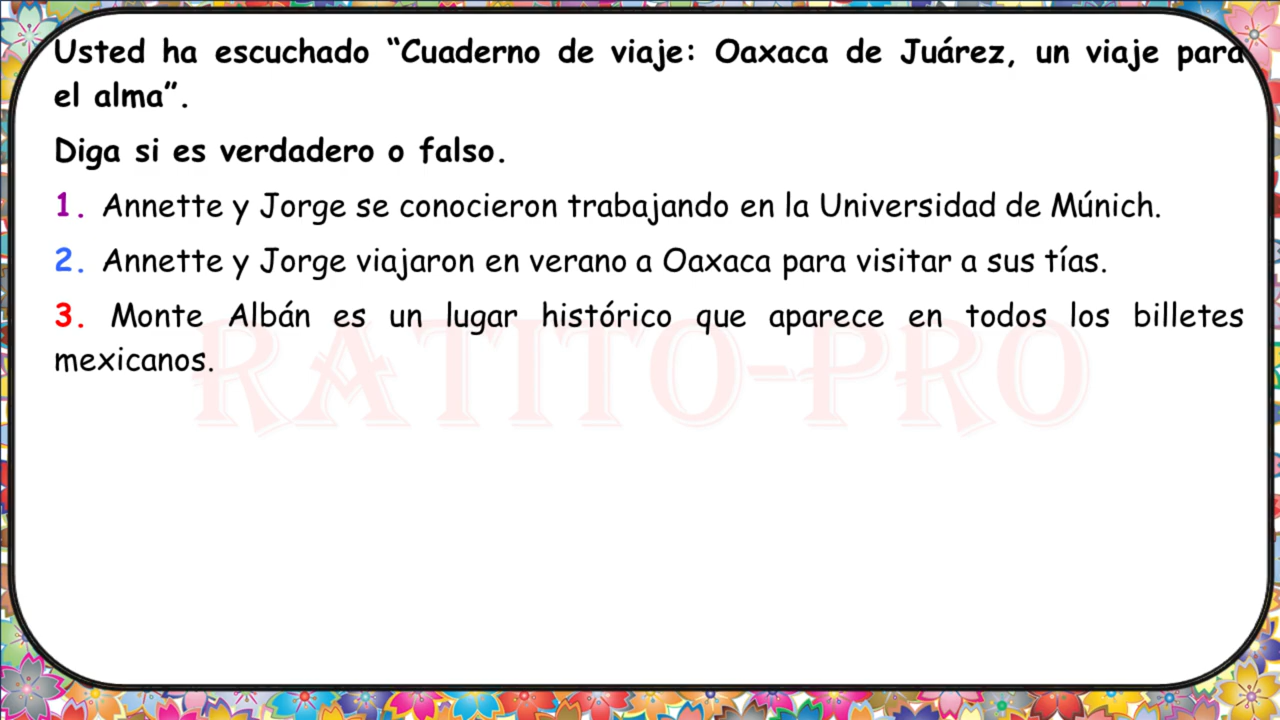 Usted ha escuchado “Cuaderno de viaje: Oaxaca de Juárez, un viaje para
el alma”.
Diga si es verdadero o falso.
1. Annette y Jorge se conocieron trabajando en la Universidad de Múnich.
2. Annette y Jorge viajaron en verano a Oaxaca para visitar a sus tías.
3. Monte Albán es un lugar histórico que aparece en todos los billetes
mexicanos.
RATITO-PRO